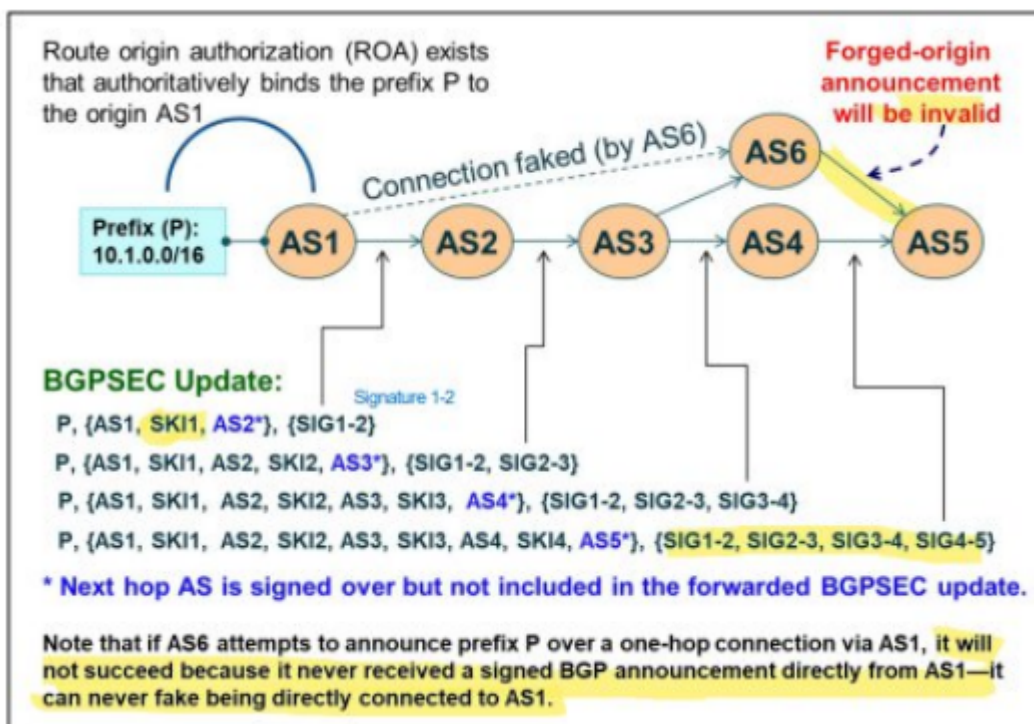 Route origin authorization (ROA) exists
that authoritatively binds the prefix P to
the origin AS1
Forged-origin
announcement
will be invalid
Connection faked (by AS6)
AS6
Prefix (P):
10.1.0.0/16
AS1
AS2
AS3
AS4
AS5
BGPSEC Update:
Signature 1-2
P, {AS1, SKI1, AS2*}, {SIG1-2}
P, {AS1, SKI1, AS2, SKI2, AS3*}, {SIG1-2, SIG2-3}
P, {AS1, SKI1, AS2, SKI2, AS3, SKI3, AS4*}, {SIG1-2, SIG2-3, SIG3-4}
P, {AS1, SKI1, AS2, SKI2, AS3, SKI3, AS4, SKI4, AS5*}, {SIG1-2, SIG2-3, SIG3-4, SIG4-5}
* Next hop AS is signed over but not included in the forwarded BGPSEC update.
Note that if AS6 attempts to announce prefix P over a one-hop connection via AS1, it will
not succeed because it never received a signed BGP announcement directly from AS1—it
can never fake being directly connected to AS1.